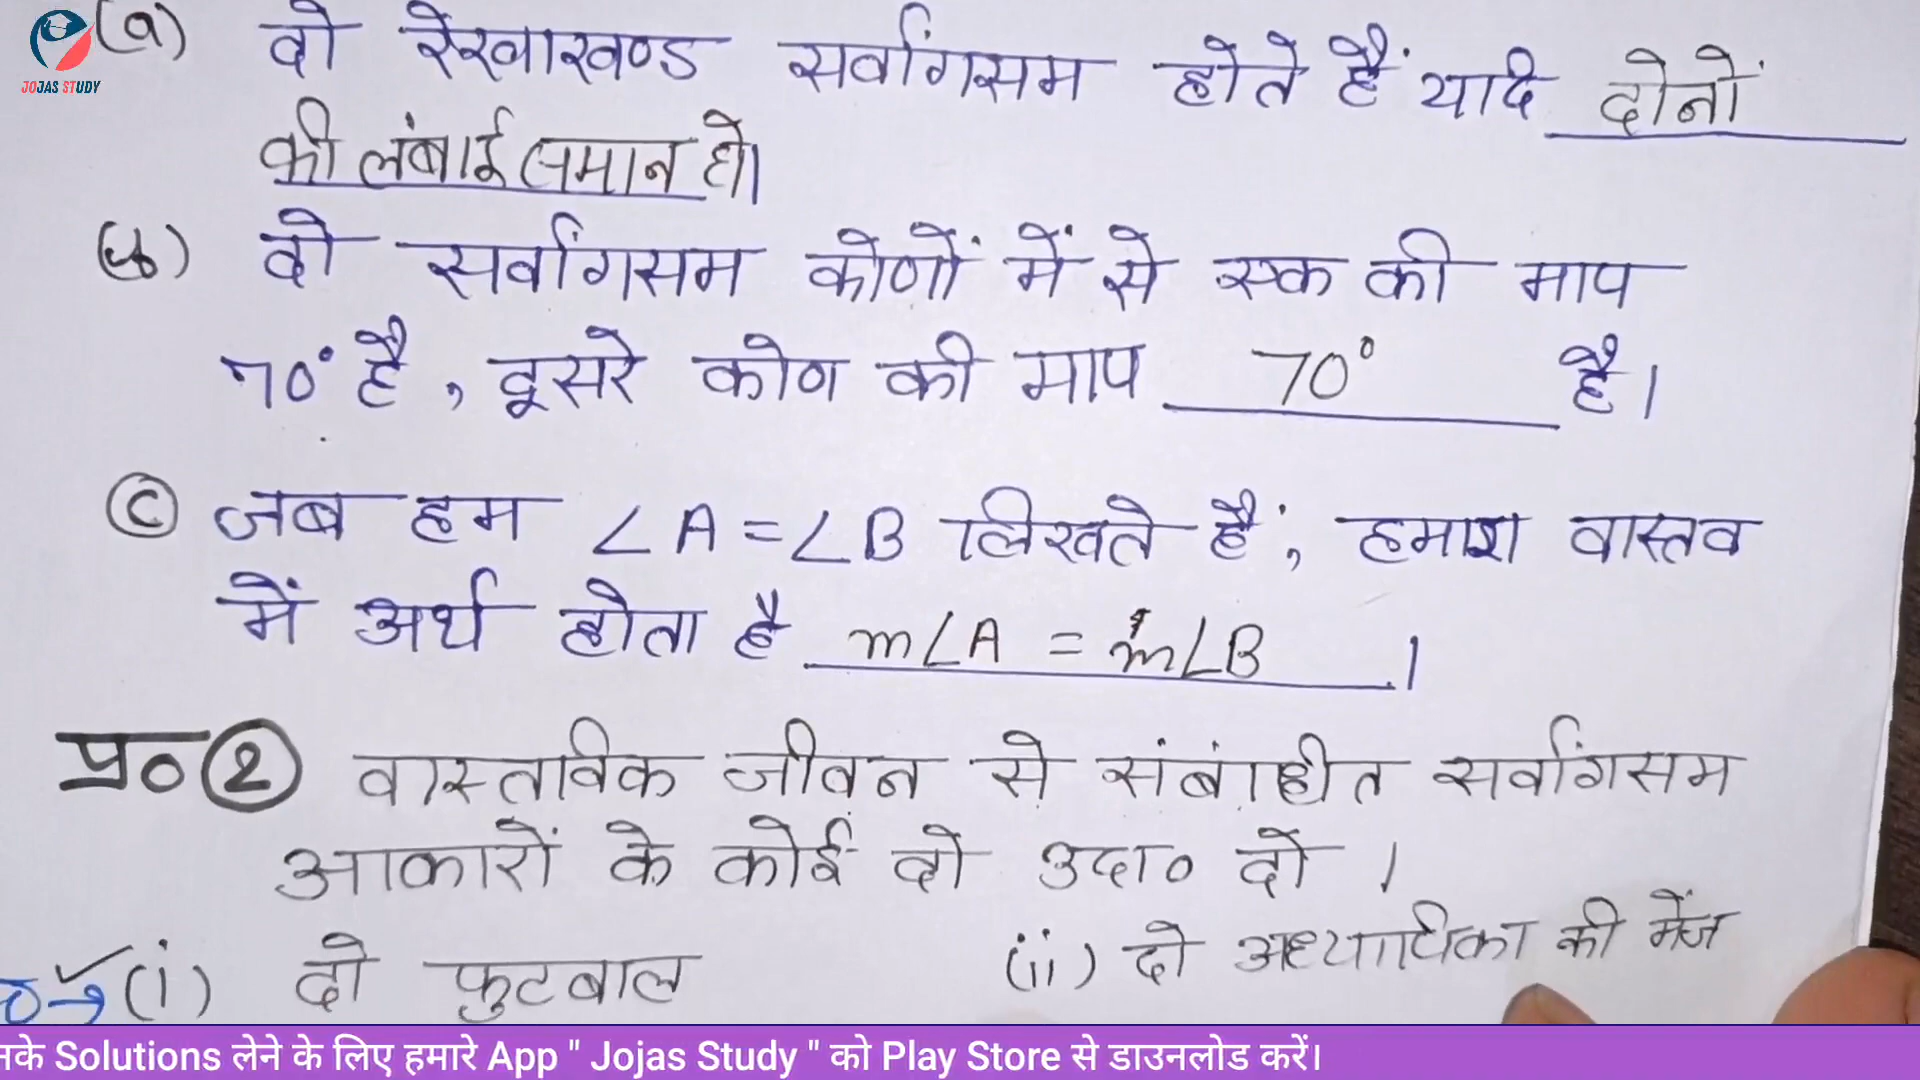 JOJAS STUDY
(a) दो रेखाखण्ड सर्वांगसम होते हैं यदि दोनों
की लंबाई समान हो।
(b) दो सर्वांगसम कोणों में से एक की माप
70° है, दूसरे कोण की माप 70° है।
(C) जब हम ∠A = ∠B लिखते हैं, हमारा वास्तव
में अर्थ होता है m∠A = m∠B ।
प्र० (2) वास्तविक जीवन से सर्वांगसम
आकारों के कोई दो उदा० दो ।
(i) दो फुटबाल (ii) दो अध्यापिका की मेंज
नके Solutions लेने के लिए हमारे App " Jojas Study " को Play Store से डाउनलोड करें।